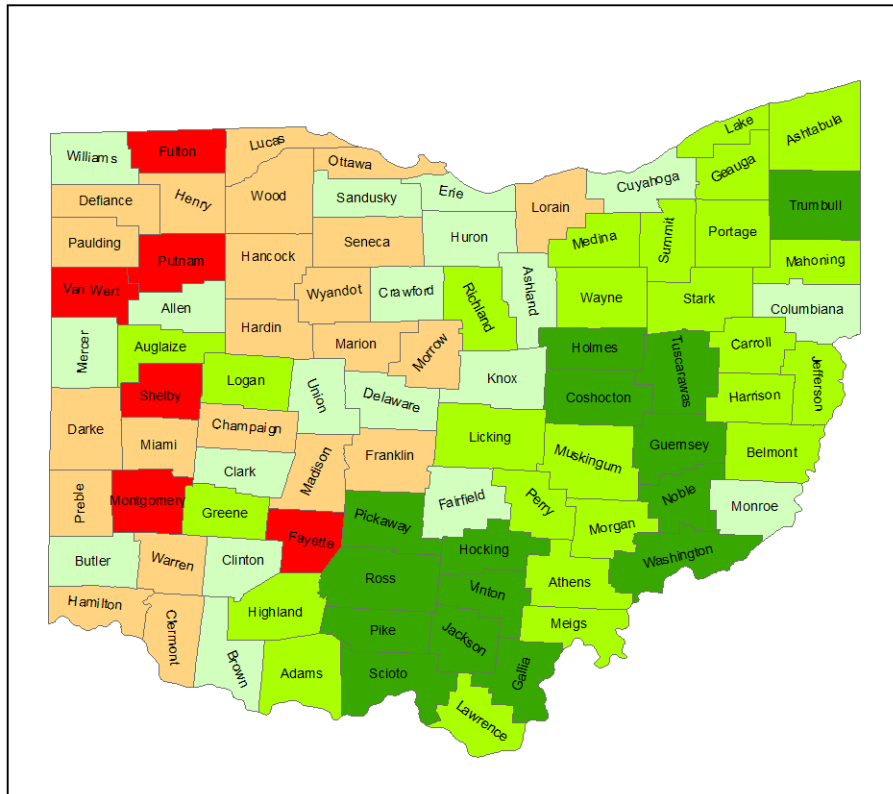 Lake
Ashtabula
Lucas
Fulton
Williams
Ottawa
Geauga
Cuyahoga
Erie
Sandusky
Wood
Henry
Defiance
Trumbull
Lorain
Portage
Summit
Medina
Huron
Seneca
Paulding
Hancock
Putnam
Mahoning
Ashland
Van Wert
Wyandot
Crawford
Richland
Wayne
Stark
Allen
Columbiana
Hardin
Marion
Morrow
Mercer
Auglaize
Holmes
Tuscarawas
Carroll
Jefferson
Knox
Logan
Union
Shelby
Delaware
Coshocton
Harrison
Darke
Champaign
Miami
Licking
Guernsey
Belmont
Franklin
Madison
Muskingum
Clark
Preble
Montgomery
Greene
Fairfield
Perry
Noble
Monroe
Pickaway
Morgan
Fayette
Hocking
Washington
Butler
Warren
Clinton
Ross
Vinton
Athens
Hamilton
Highland
Clermont
Pike
Jackson
Meigs
Brown
Adams
Scioto
Gallia
Lawrence